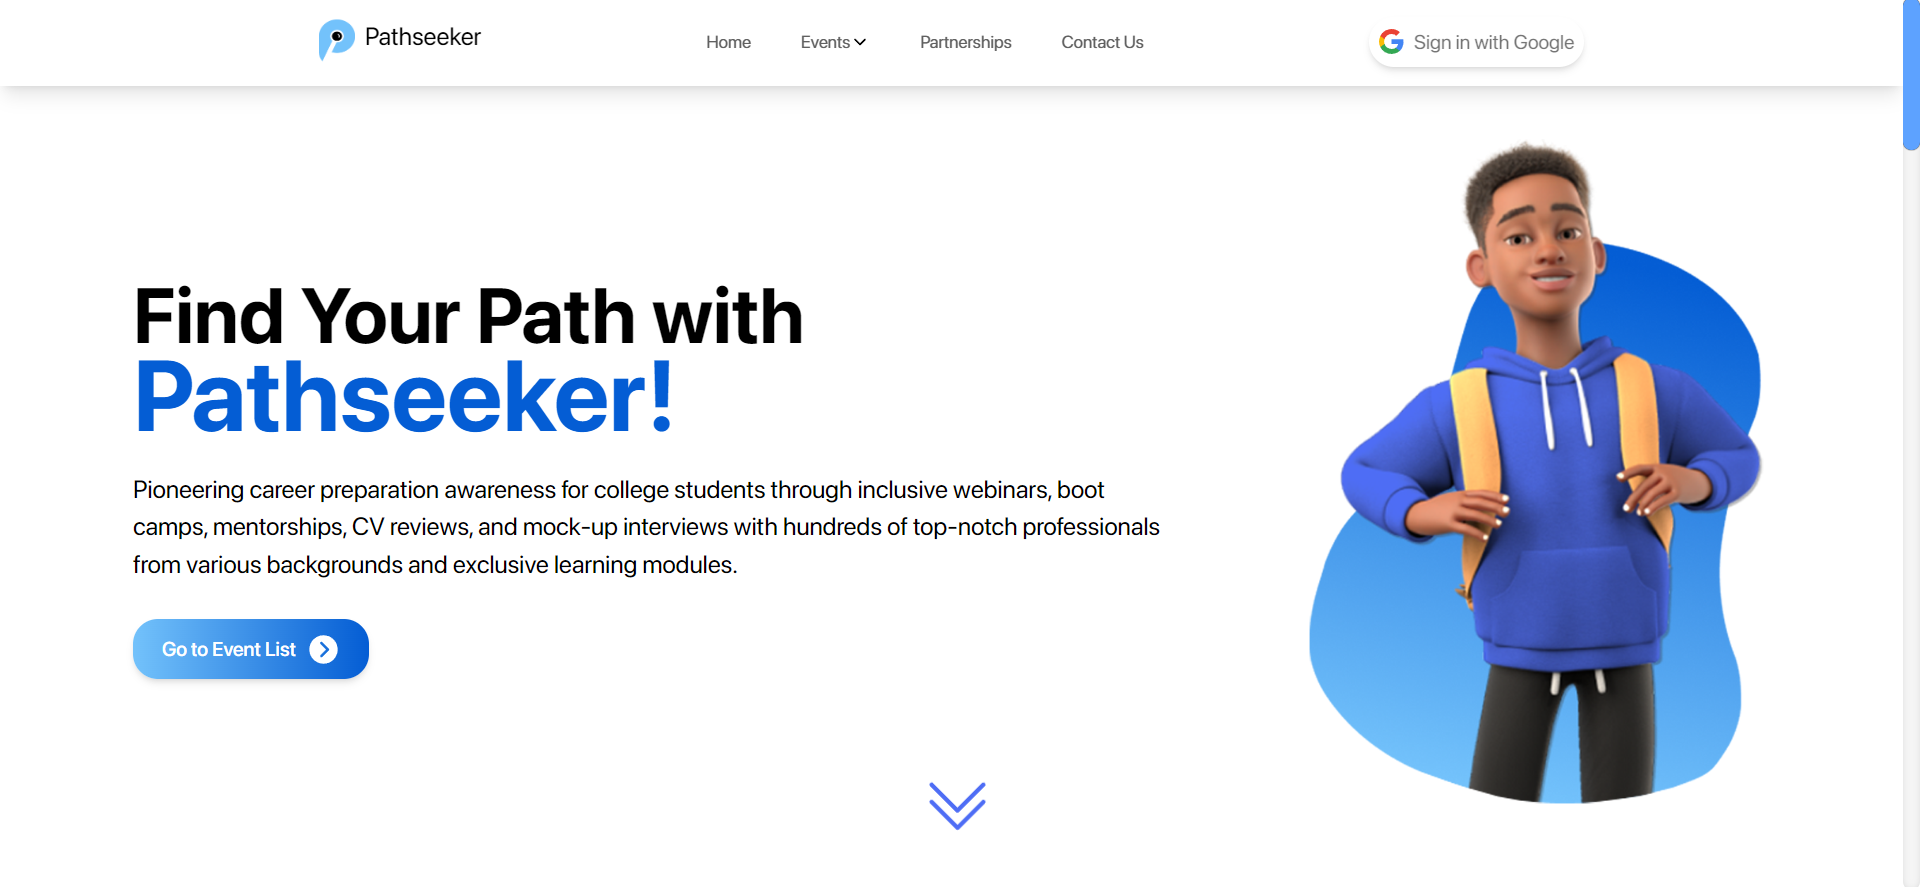 Pathseeker
Home
Events
Partnerships
Contact Us
Sign in with Google
Find Your Path with
Pathseeker!
Pioneering career preparation awareness for college students through inclusive webinars, boot
camps, mentorships, CV reviews, and mock-up interviews with hundreds of top-notch professionals
from various backgrounds and exclusive learning modules.
Go to Event List